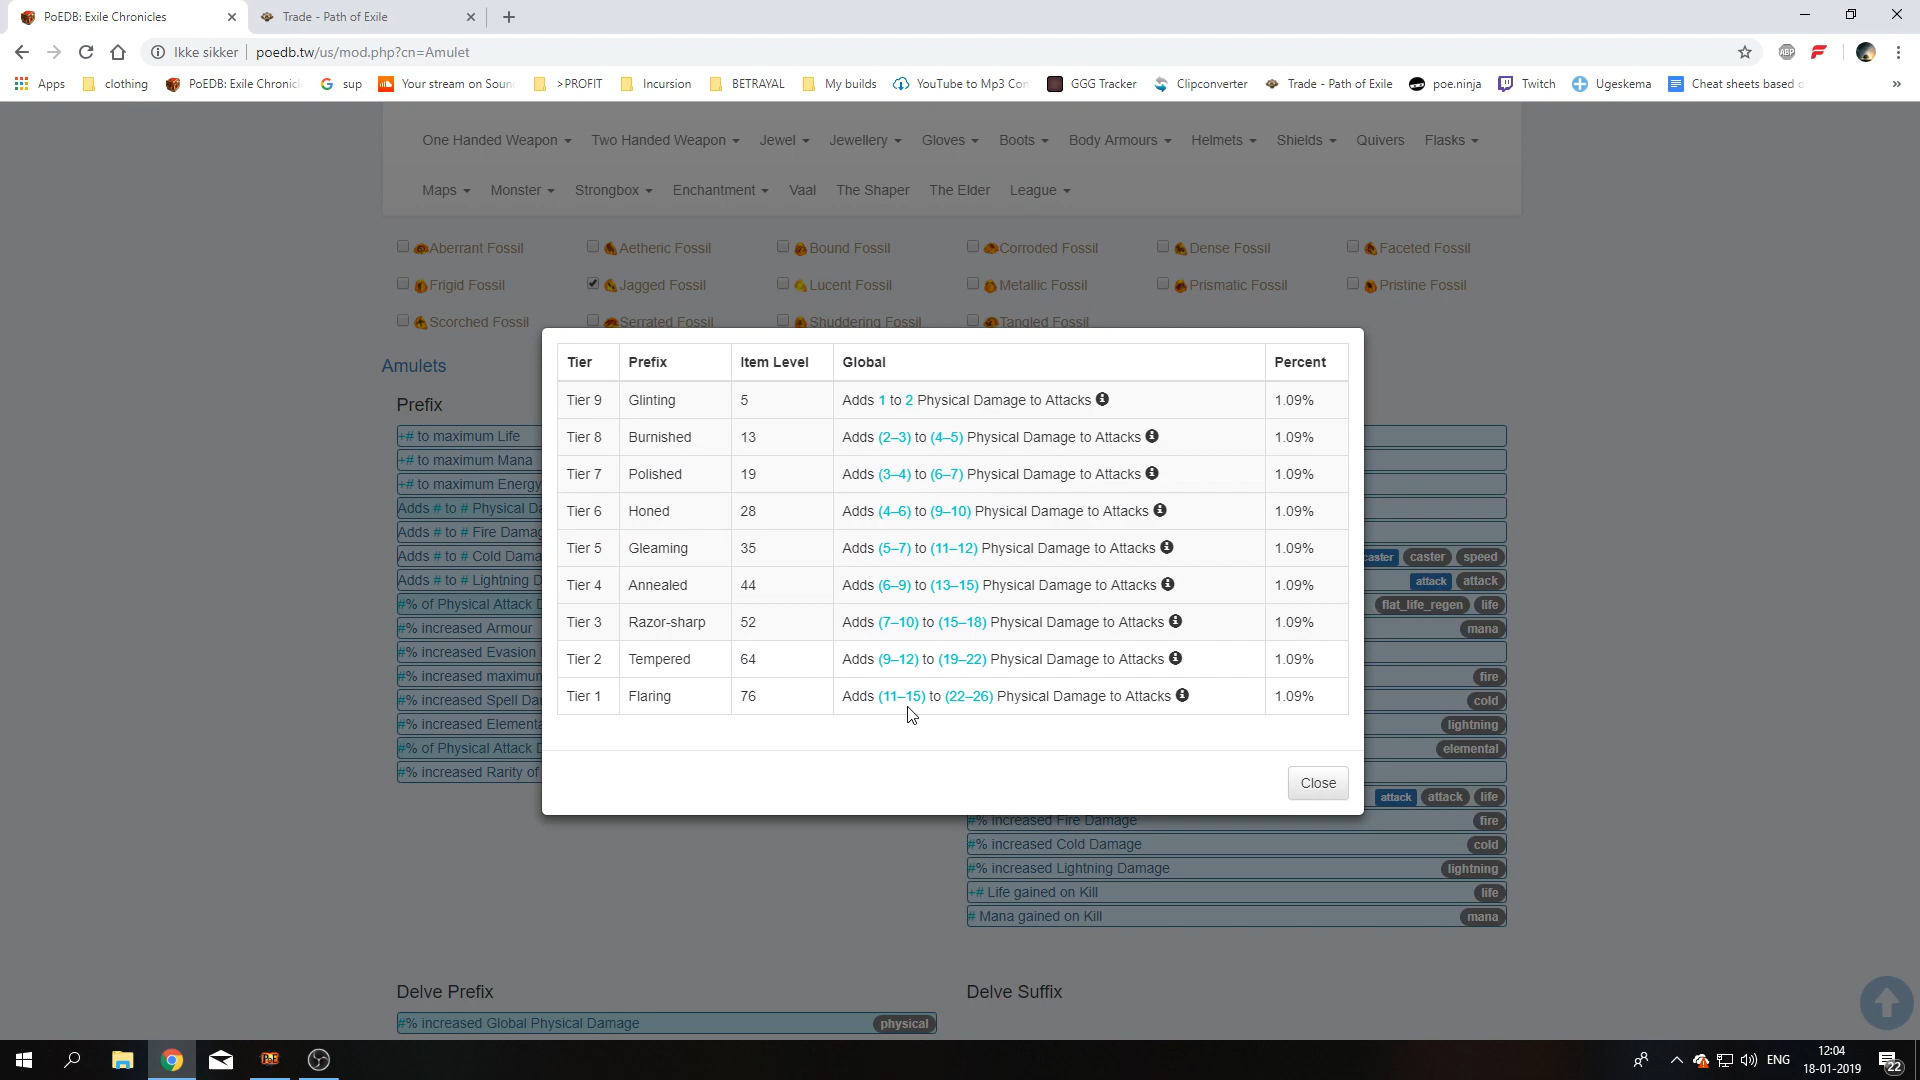 PoEDB: Exile Chronicles
Trade - Path of Exile
Ikke sikker poedb.tw/us/mod.php?cn=Amulet
ABP
Apps clothing PoEDB: Exile Chronicl sup Your stream on Soun >PROFIT Incursion BETRAYAL My builds YouTube to Mp3 Con GGG Tracker Clipconverter Trade - Path of Exile poe.ninja Twitch Ugeskema Cheat sheets based o »
One Handed Weapon Two Handed Weapon Jewel Jewellery Gloves Boots Body Armours Helmets Shields Quivers Flasks
Maps Monster Strongbox Enchantment Vaal The Shaper The Elder League
Aberrant Fossil Aetheric Fossil Bound Fossil Corroded Fossil Dense Fossil Faceted Fossil
Frigid Fossil Jagged Fossil Lucent Fossil Metallic Fossil Prismatic Fossil Pristine Fossil
Scorched Fossil Serrated Fossil Shuddering Fossil Tangled Fossil
Amulets
Prefix
+# to maximum Life
+# to maximum Mana
+# to maximum Energy
Adds # to # Physical Da
Adds # to # Fire Damag
Adds # to # Cold Dama
Adds # to # Lightning D
#% of Physical Attack D
#% increased Armour
#% increased Evasion
#% increased maximum
#% increased Spell Da
#% increased Elementa
#% of Physical Attack D
#% increased Rarity of
Tier Prefix Item Level Global Percent
Tier 9 Glinting 5 Adds 1 to 2 Physical Damage to Attacks 1.09%
Tier 8 Burnished 13 Adds (2–3) to (4–5) Physical Damage to Attacks 1.09%
Tier 7 Polished 19 Adds (3–4) to (6–7) Physical Damage to Attacks 1.09%
Tier 6 Honed 28 Adds (4–6) to (9–10) Physical Damage to Attacks 1.09%
Tier 5 Gleaming 35 Adds (5–7) to (11–12) Physical Damage to Attacks 1.09%
Tier 4 Annealed 44 Adds (6–9) to (13–15) Physical Damage to Attacks 1.09%
Tier 3 Razor-sharp 52 Adds (7–10) to (15–18) Physical Damage to Attacks 1.09%
Tier 2 Tempered 64 Adds (9–12) to (19–22) Physical Damage to Attacks 1.09%
Tier 1 Flaring 76 Adds (11–15) to (22–26) Physical Damage to Attacks 1.09%
Close
caster caster speed
attack attack
flat_life_regen life
mana
fire
cold
lightning
elemental
attack attack life
#% increased Fire Damage fire
#% increased Cold Damage cold
#% increased Lightning Damage lightning
+# Life gained on Kill life
# Mana gained on Kill mana
Delve Prefix
#% increased Global Physical Damage physical
Delve Suffix
PoE
ENG
12:04
18-01-2019
22